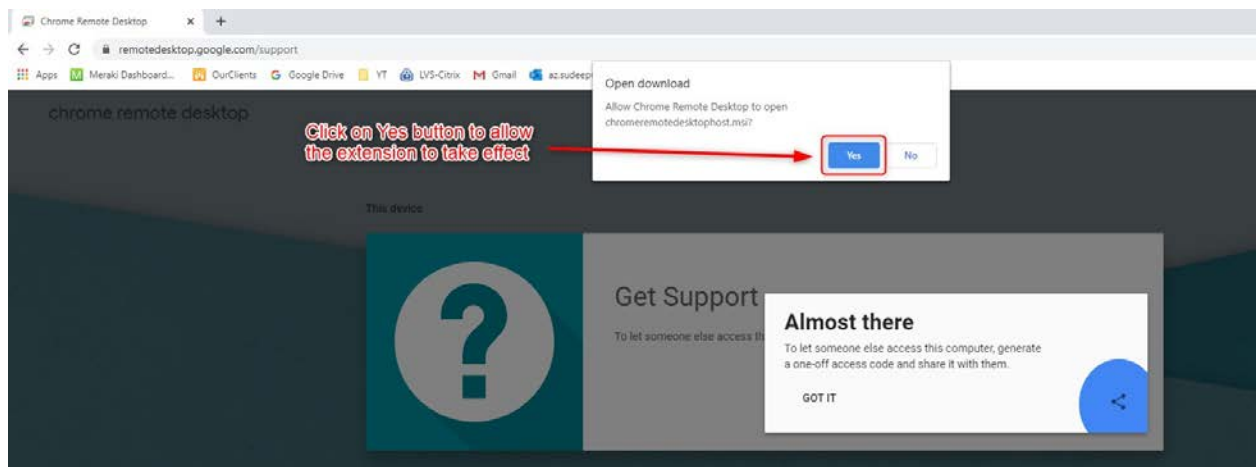 Chrome Remote Desktop
remotedesktop.google.com/support
Apps Meraki Dashboard... OurClients Google Drive YT LVS-Citrix Gmail az.sudeep
Open download
Allow Chrome Remote Desktop to open
chromeremotedesktophost.msi?
Yes No
chrome remote desktop
Click on Yes button to allow
the extension to take effect
This device
Get Support
To let someone else access th
Almost there
To let someone else access this computer, generate
a one-off access code and share it with them.
GOT IT